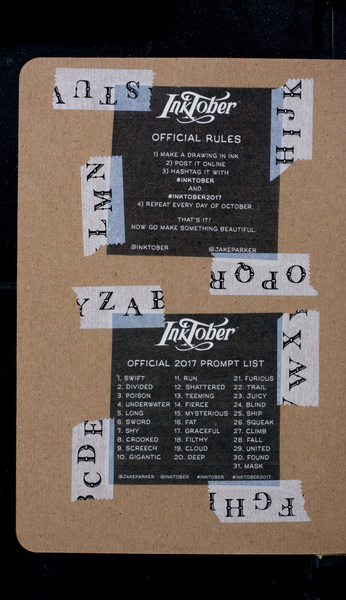 STUV
InkTober
OFFICIAL RULES
1) MAKE A DRAWING IN INK
2) POST IT ONLINE
3) HASHTAG IT WITH
#INKTOBER
AND
#INKTOBER2017
4) REPEAT EVERY DAY OF OCTOBER
THAT'S IT!
NOW GO MAKE SOMETHING BEAUTIFUL.
@INKTOBER @JAKEPARKER
HIJK
LMN
OPQR
YZAB
WX
InkTober
OFFICIAL 2017 PROMPT LIST
1. SWIFT
2. DIVIDED
3. POISON
4. UNDERWATER
5. LONG
6. SWORD
7. SHY
8. CROOKED
9. SCREECH
10. GIGANTIC
11. RUN
12. SHATTERED
13. TEEMING
14. FIERCE
15. MYSTERIOUS
16. FAT
17. GRACEFUL
18. FILTHY
19. CLOUD
20. DEEP
21. FURIOUS
22. TRAIL
23. JUICY
24. BLIND
25. SHIP
26. SQUEAK
27. CLIMB
28. FALL
29. UNITED
30. FOUND
31. MASK
@JAKEPARKER @INKTOBER #INKTOBER #INKTOBER2017
BCDE
FGHI